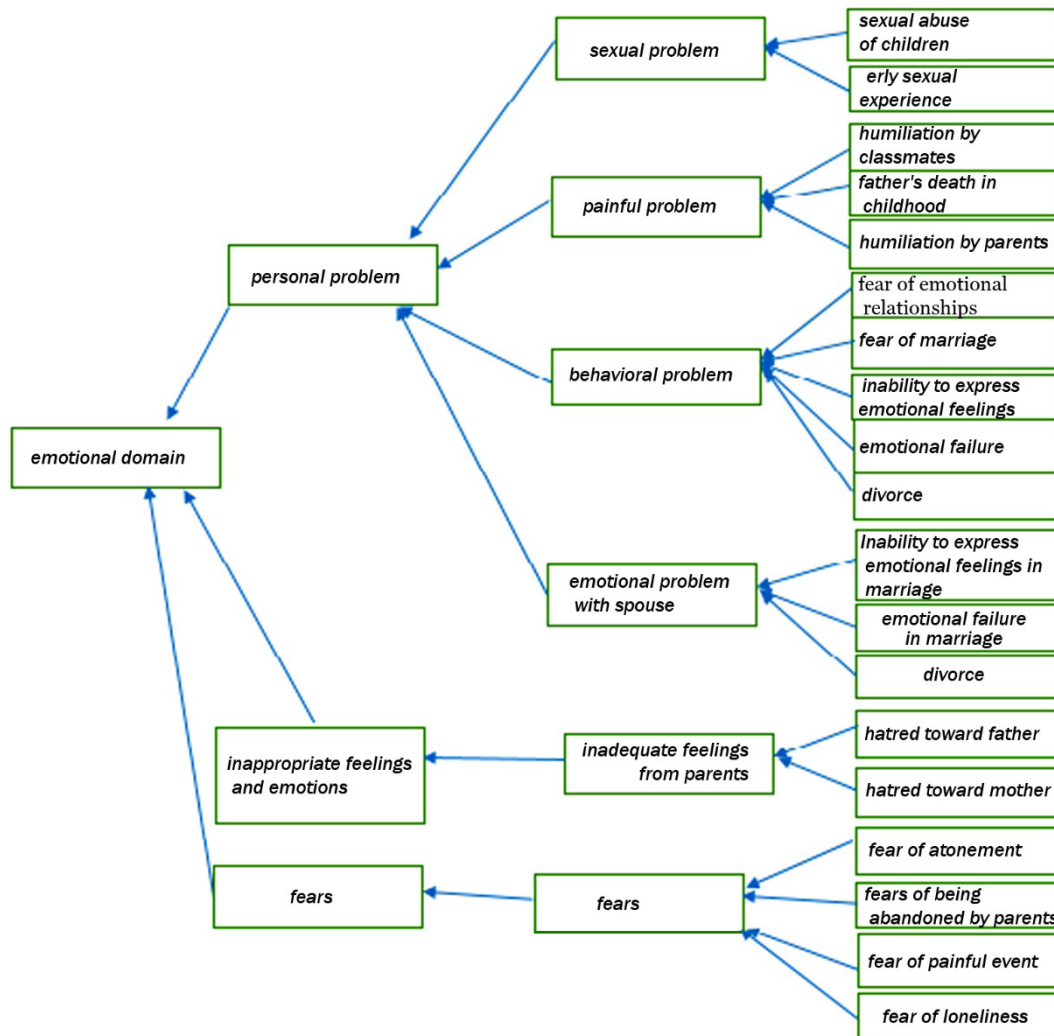 sexual abuse
of children
sexual problem
erly sexual
experience
humiliation by
classmates
father's death in
childhood
painful problem
humiliation by parents
personal problem
fear of emotional
relationships
fear of marriage
behavioral problem
inability to express
emotional feelings
emotional failure
divorce
emotional domain
Inability to express
emotional feelings in
marriage
emotional problem
with spouse
emotional failure
in marriage
divorce
hatred toward father
inappropriate feelings
and emotions
inadequate feelings
from parents
hatred toward mother
fear of atonement
fears
fears
fears of being
abandoned by parents
fear of painful event
fear of loneliness